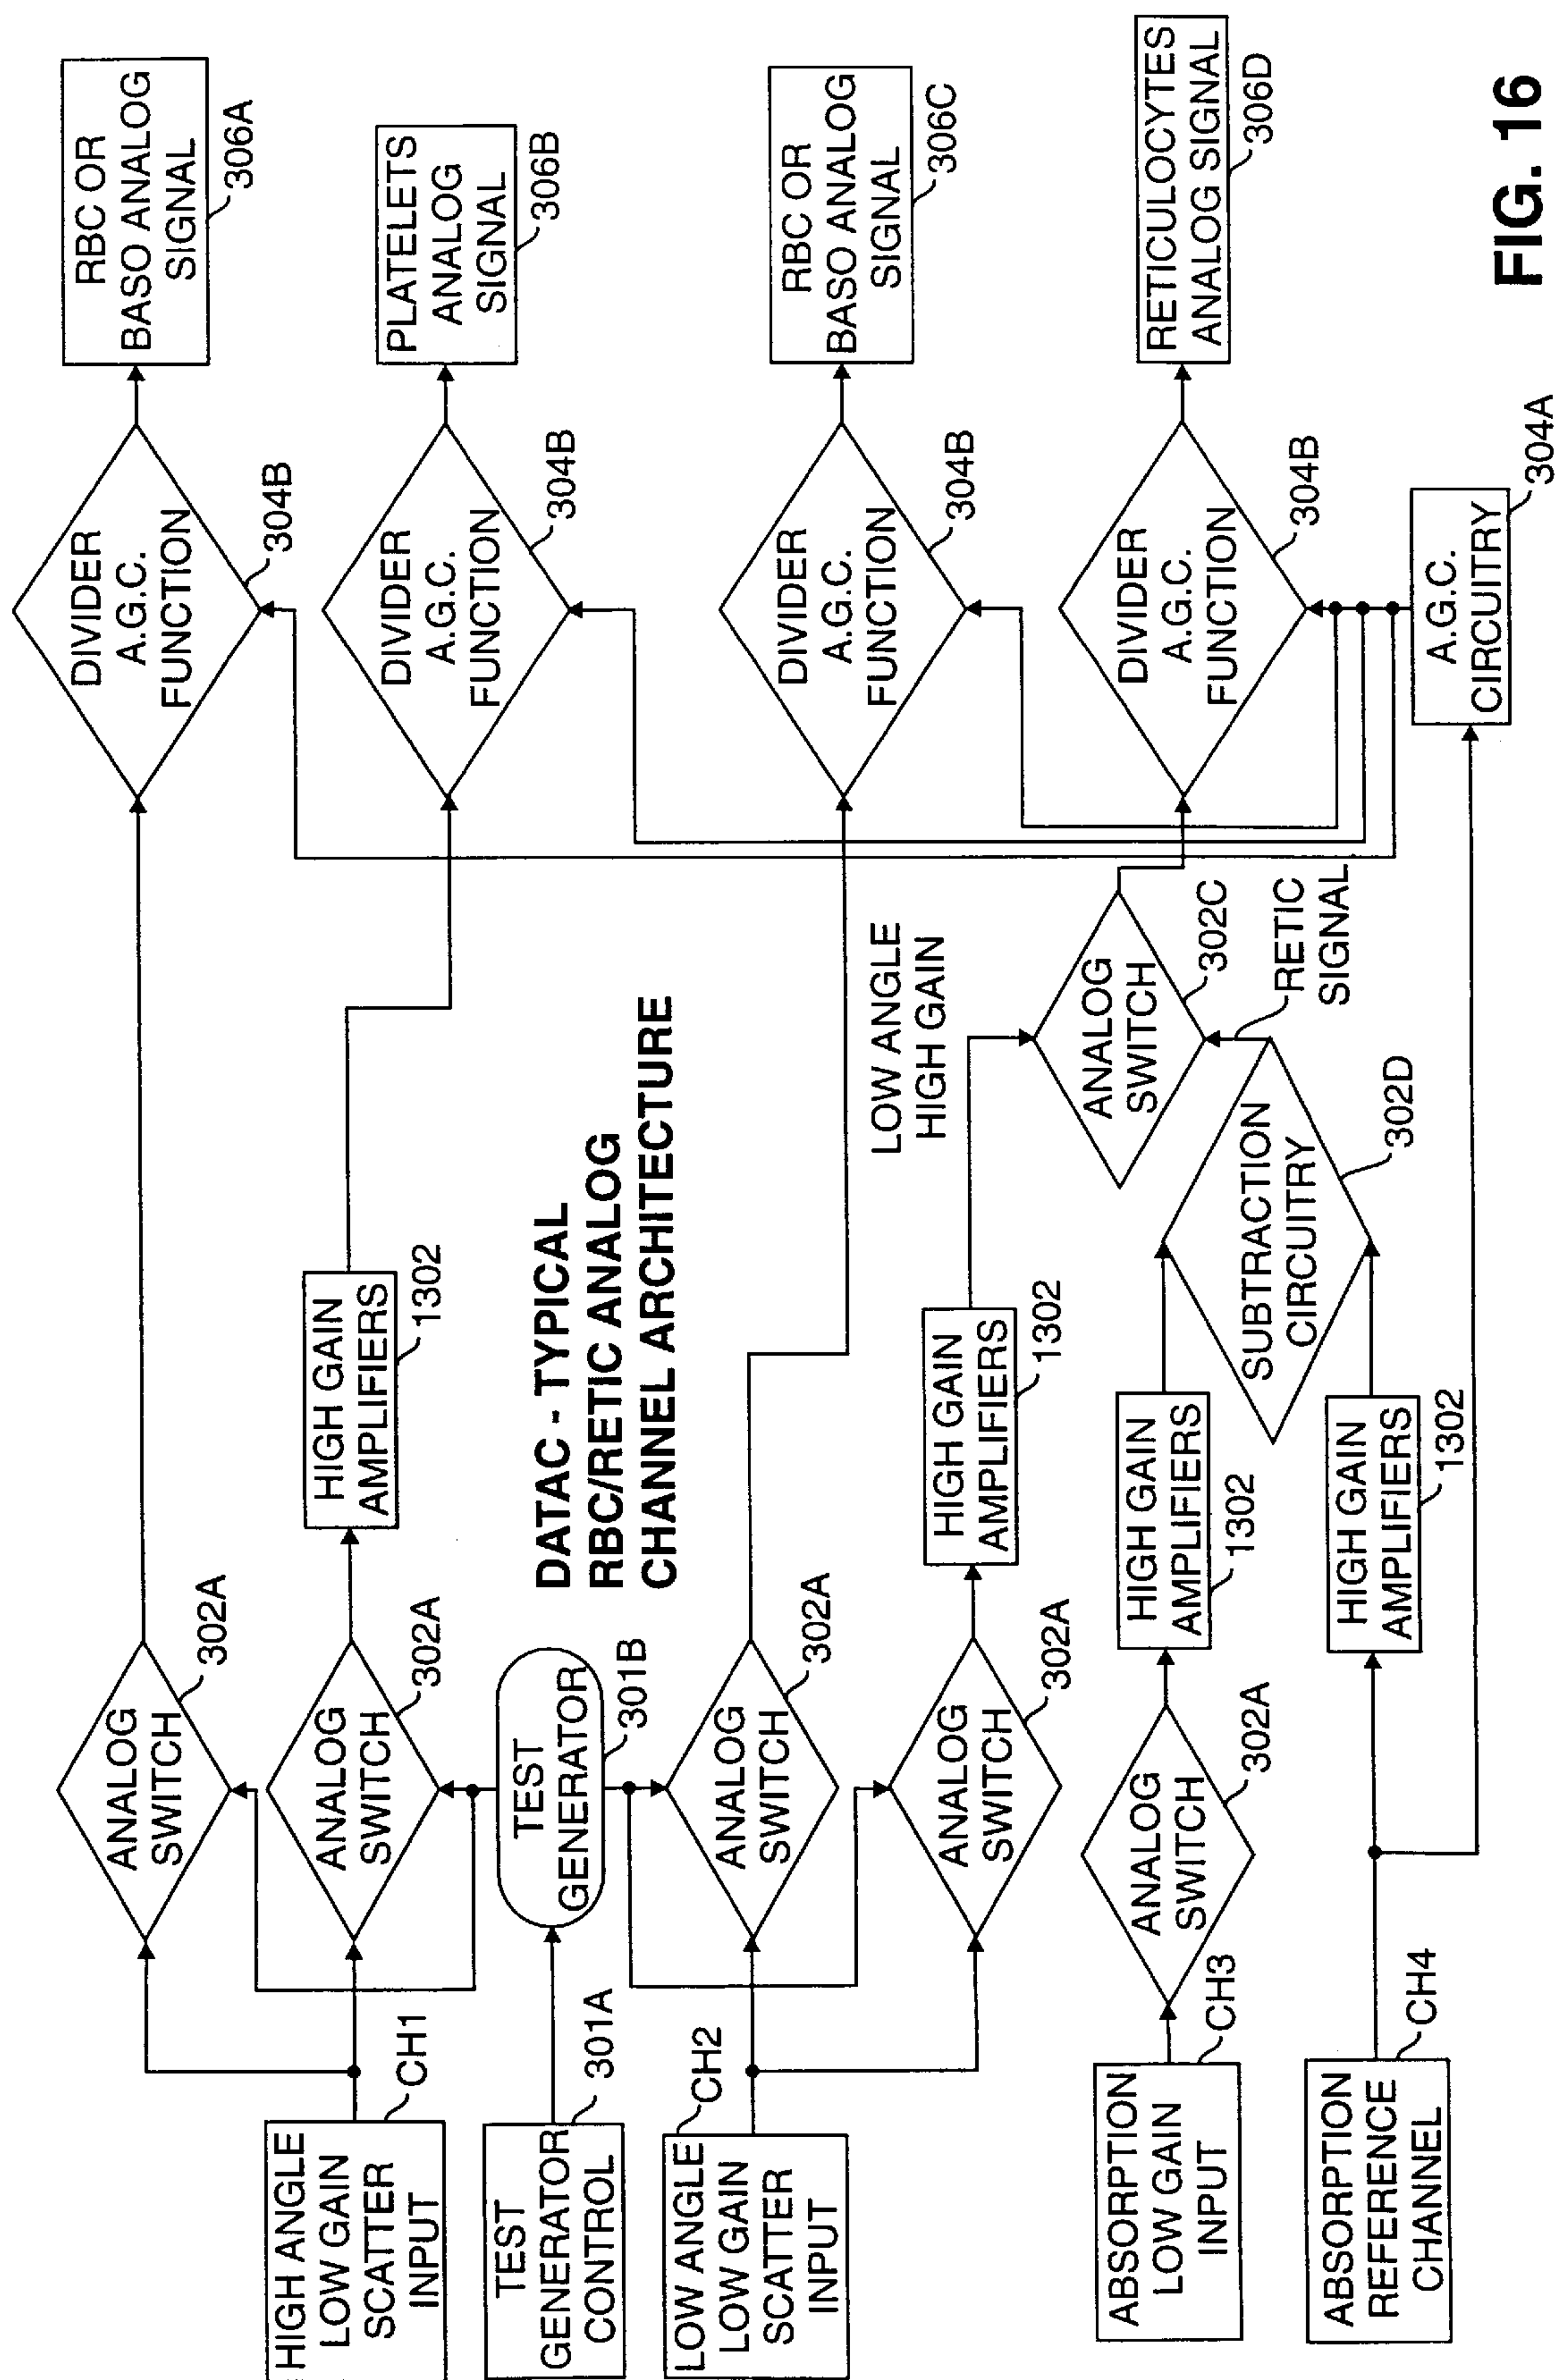 HIGH ANGLE
LOW GAIN
SCATTER
INPUT
CH1
TEST
GENERATOR
CONTROL
301A
LOW ANGLE
LOW GAIN
SCATTER
INPUT
CH2
ABSORPTION
LOW GAIN
INPUT
CH3
ABSORPTION
REFERENCE
CHANNEL
CH4
ANALOG
SWITCH
302A
ANALOG
SWITCH
302A
TEST
GENERATOR
301B
ANALOG
SWITCH
302A
ANALOG
SWITCH
302A
ANALOG
SWITCH
302A
HIGH GAIN
AMPLIFIERS
1302
DATAC - TYPICAL
RBC/RETIC ANALOG
CHANNEL ARCHITECTURE
HIGH GAIN
AMPLIFIERS
1302
HIGH GAIN
AMPLIFIERS
1302
HIGH GAIN
AMPLIFIERS
1302
LOW ANGLE
HIGH GAIN
ANALOG
SWITCH
302C
RETIC
SIGNAL
SUBTRACTION
CIRCUITRY
302D
DIVIDER
A.G.C.
FUNCTION
304B
DIVIDER
A.G.C.
FUNCTION
304B
DIVIDER
A.G.C.
FUNCTION
304B
DIVIDER
A.G.C.
FUNCTION
304B
A.G.C.
CIRCUITRY
304A
RBC OR
BASO ANALOG
SIGNAL
306A
PLATELETS
ANALOG
SIGNAL
306B
RBC OR
BASO ANALOG
SIGNAL
306C
RETICULOCYTES
ANALOG SIGNAL
306D
FIG. 16